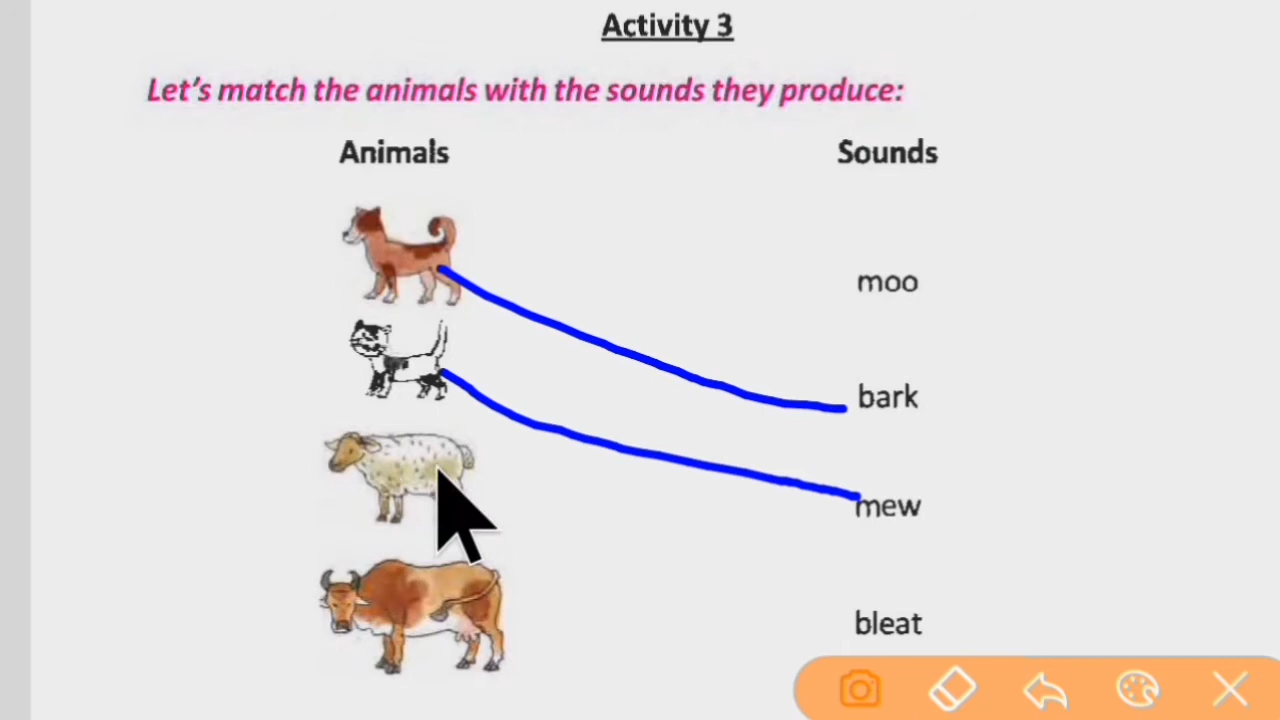 Activity 3
Let's match the animals with the sounds they produce:
Animals Sounds
moo
bark
mew
bleat